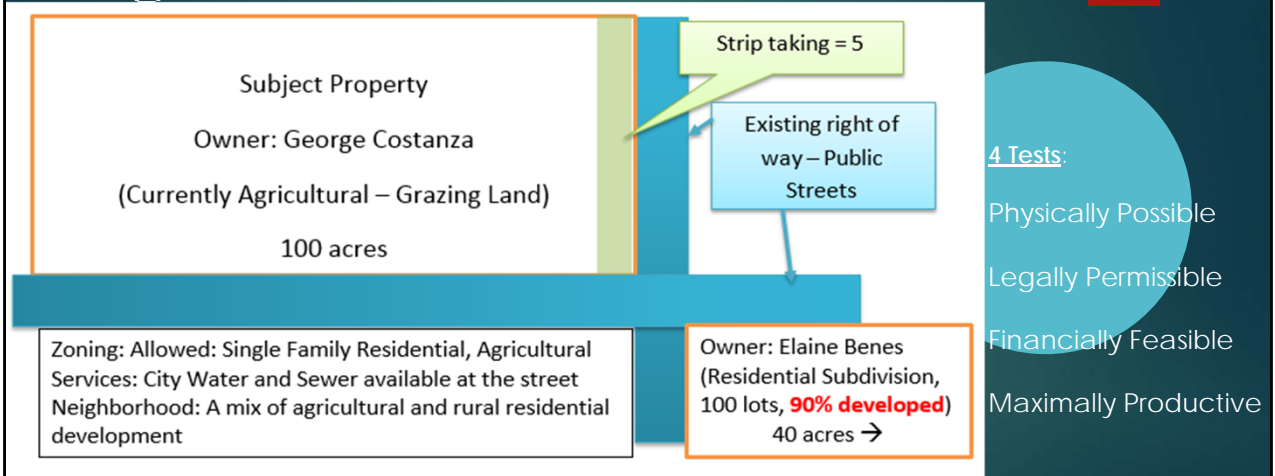 Subject Property
Owner: George Costanza
(Currently Agricultural – Grazing Land)
100 acres
Strip taking = 5
Existing right of
way – Public
Streets
Zoning: Allowed: Single Family Residential, Agricultural
Services: City Water and Sewer available at the street
Neighborhood: A mix of agricultural and rural residential
development
Owner: Elaine Benes
(Residential Subdivision,
100 lots, 90% developed)
40 acres →
4 Tests:
Physically Possible
Legally Permissible
Financially Feasible
Maximally Productive